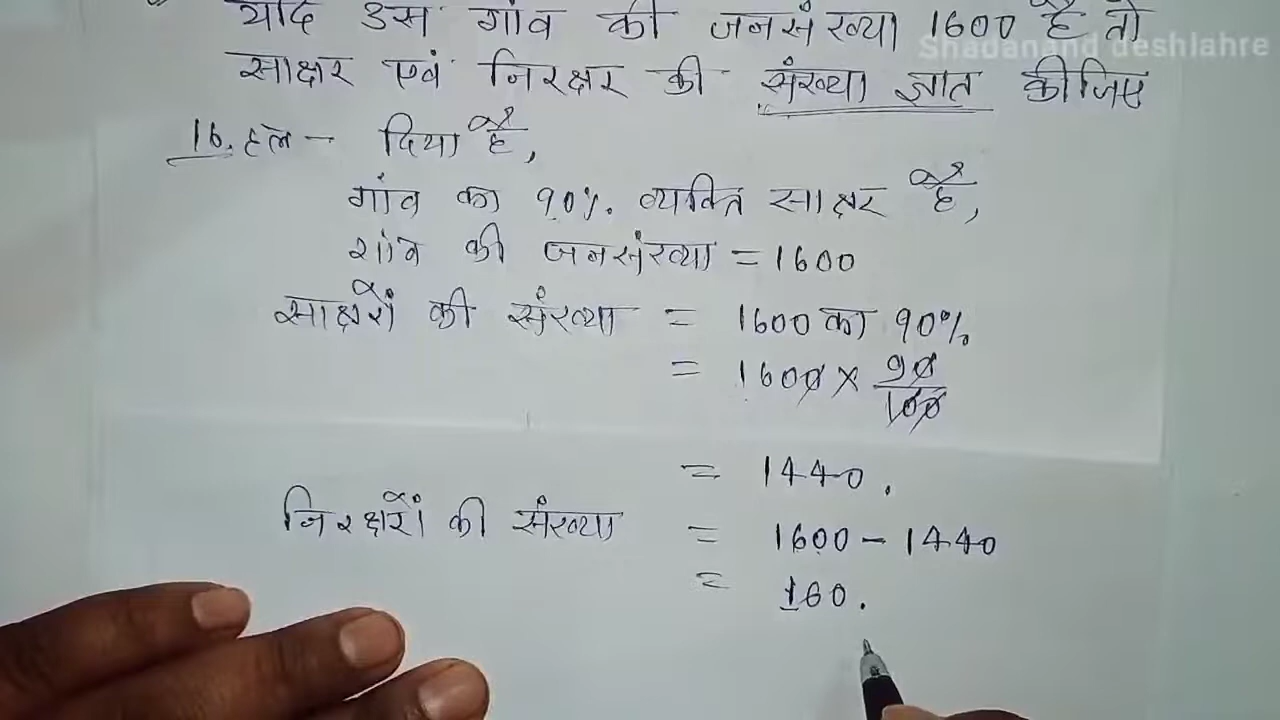 यदि उस गांव की जनसंख्या 1600 है तो
Shadanand deshlahre
साक्षर एवं निरक्षर की संख्या ज्ञात कीजिए
16. हल - दिया है,
गांव का 90%. व्यक्ति साक्षर है,
गांव की जनसंख्या = 1600
साक्षरों की संख्या = 1600 का 90%
= 1600 × 90/100
= 1440.
निरक्षरों की संख्या = 1600 - 1440
= 160.